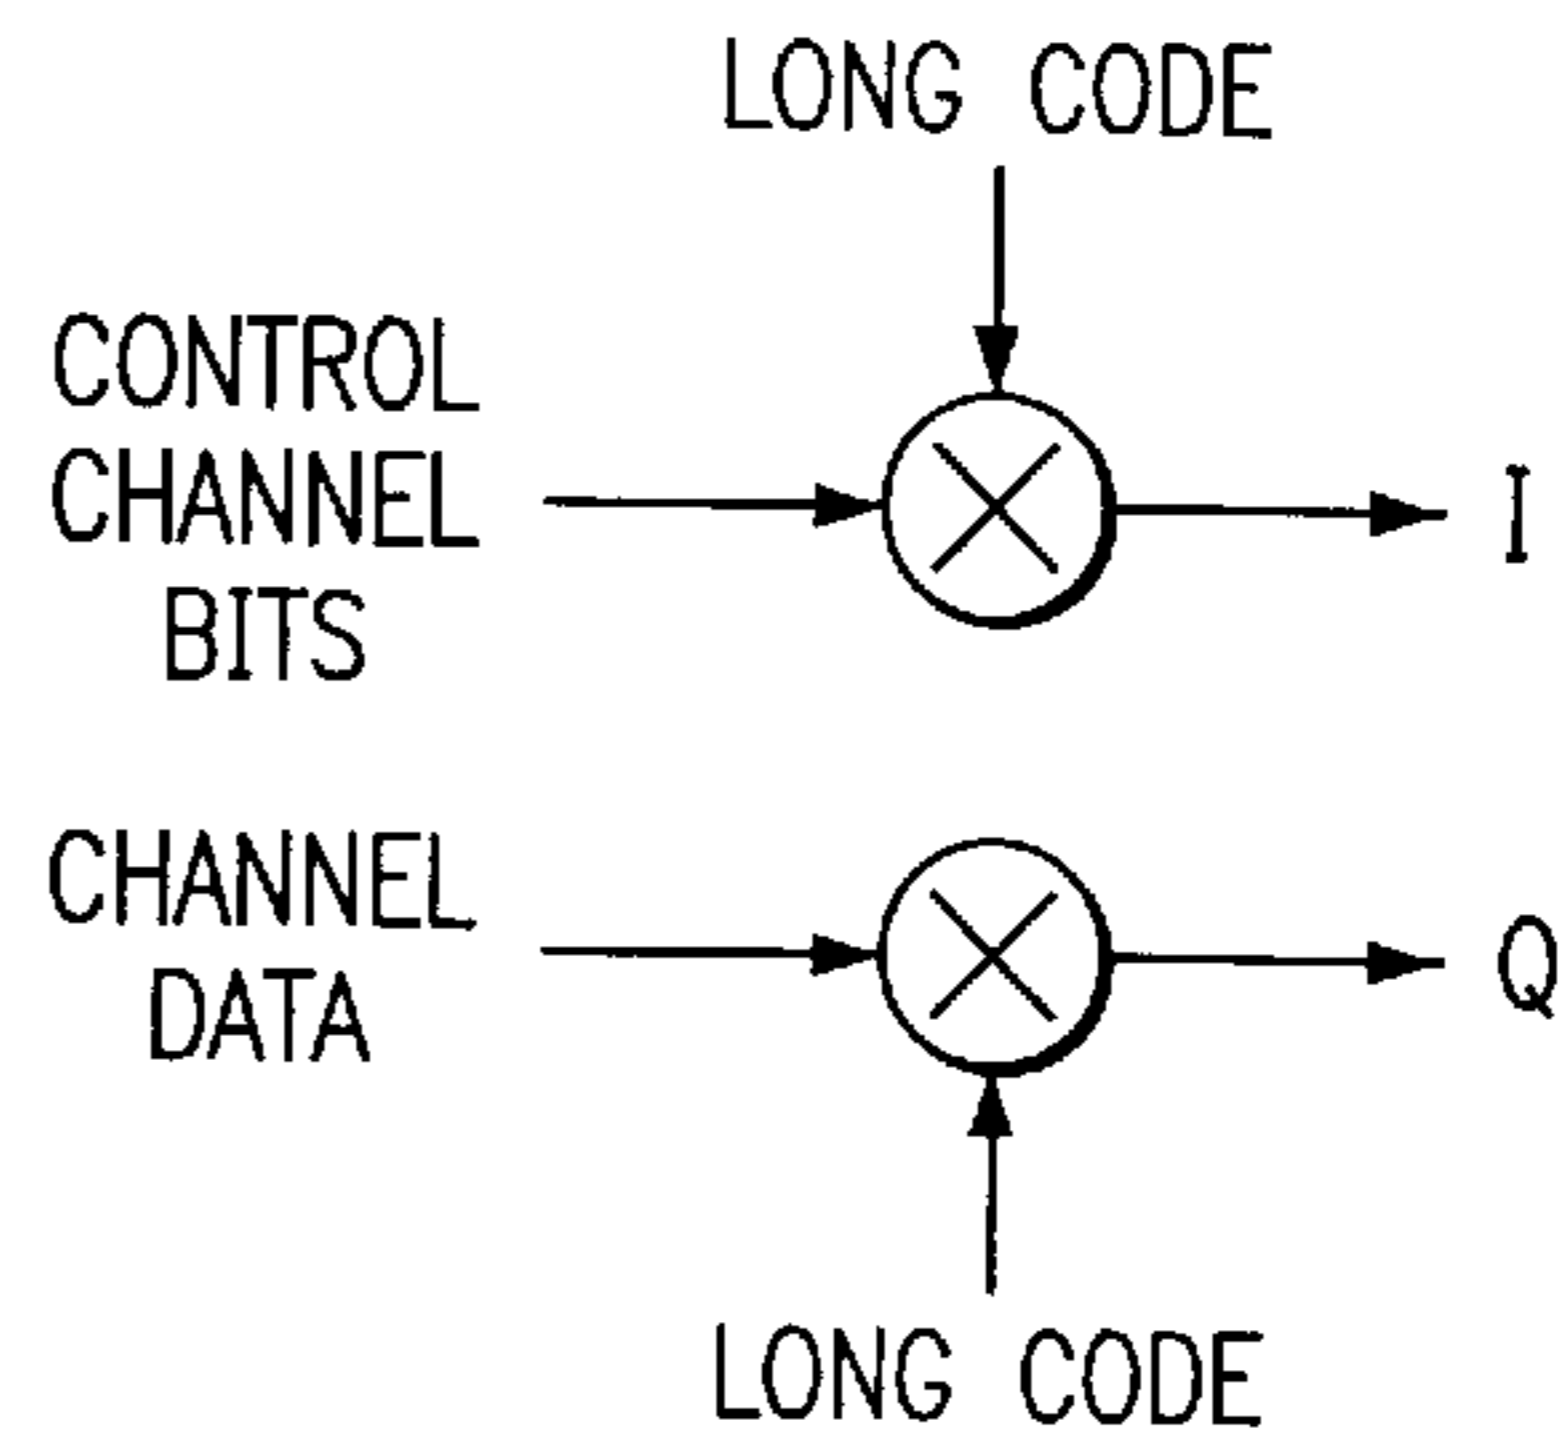 LONG CODE
CONTROL
CHANNEL
BITS
I
CHANNEL
DATA
Q
LONG CODE